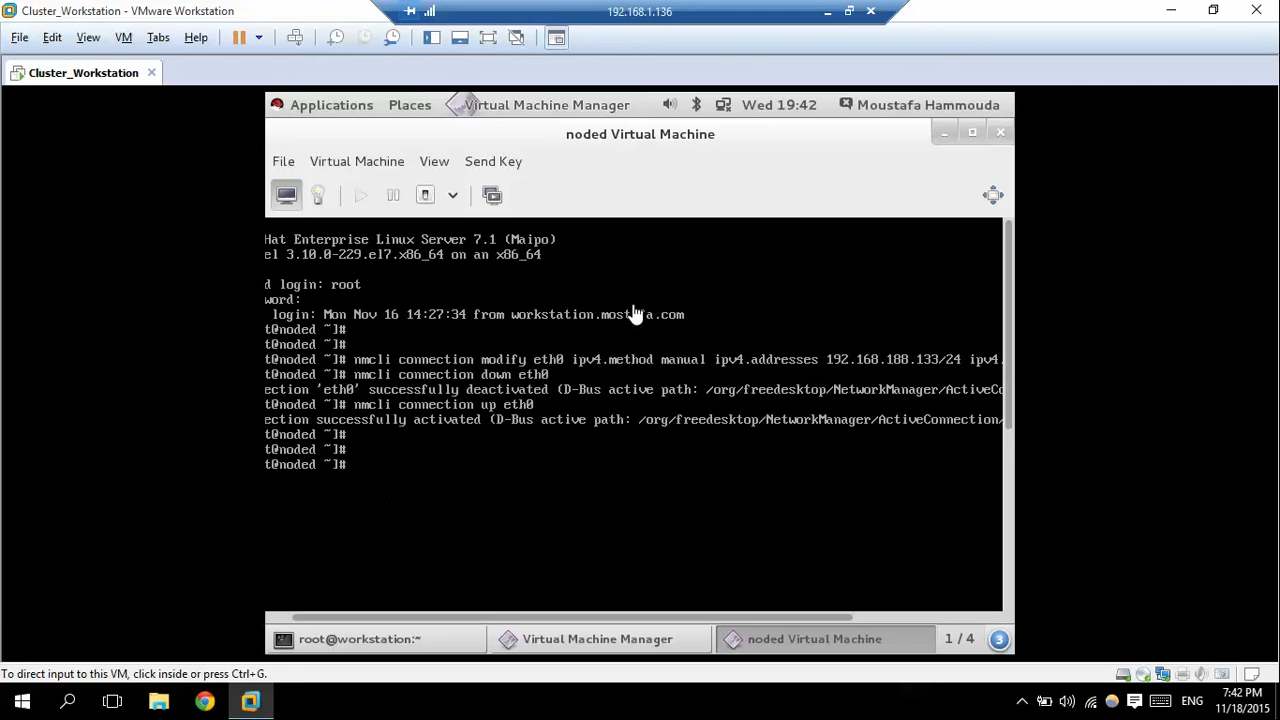 Cluster_Workstation - VMware Workstation
192.168.1.136
File Edit View VM Tabs Help
Cluster_Workstation
Applications Places Virtual Machine Manager Wed 19:42 Moustafa Hammouda
noded Virtual Machine
File Virtual Machine View Send Key
Hat Enterprise Linux Server 7.1 (Maipo)
el 3.10.0-229.el7.x86_64 on an x86_64
d login: root
word:
login: Mon Nov 16 14:27:34 from workstation.mostafa.com
t@noded ~]#
t@noded ~]#
t@noded ~]# nmcli connection modify eth0 ipv4.method manual ipv4.addresses 192.168.188.133/24 ipv4.
t@noded ~]# nmcli connection down eth0
ection 'eth0' successfully deactivated (D-Bus active path: /org/freedesktop/NetworkManager/ActiveCo
t@noded ~]# nmcli connection up eth0
ection successfully activated (D-Bus active path: /org/freedesktop/NetworkManager/ActiveConnection/
t@noded ~]#
t@noded ~]#
t@noded ~]#
root@workstation:~ Virtual Machine Manager noded Virtual Machine 1 / 4 3
To direct input to this VM, click inside or press Ctrl+G.
ENG
7:42 PM
11/18/2015